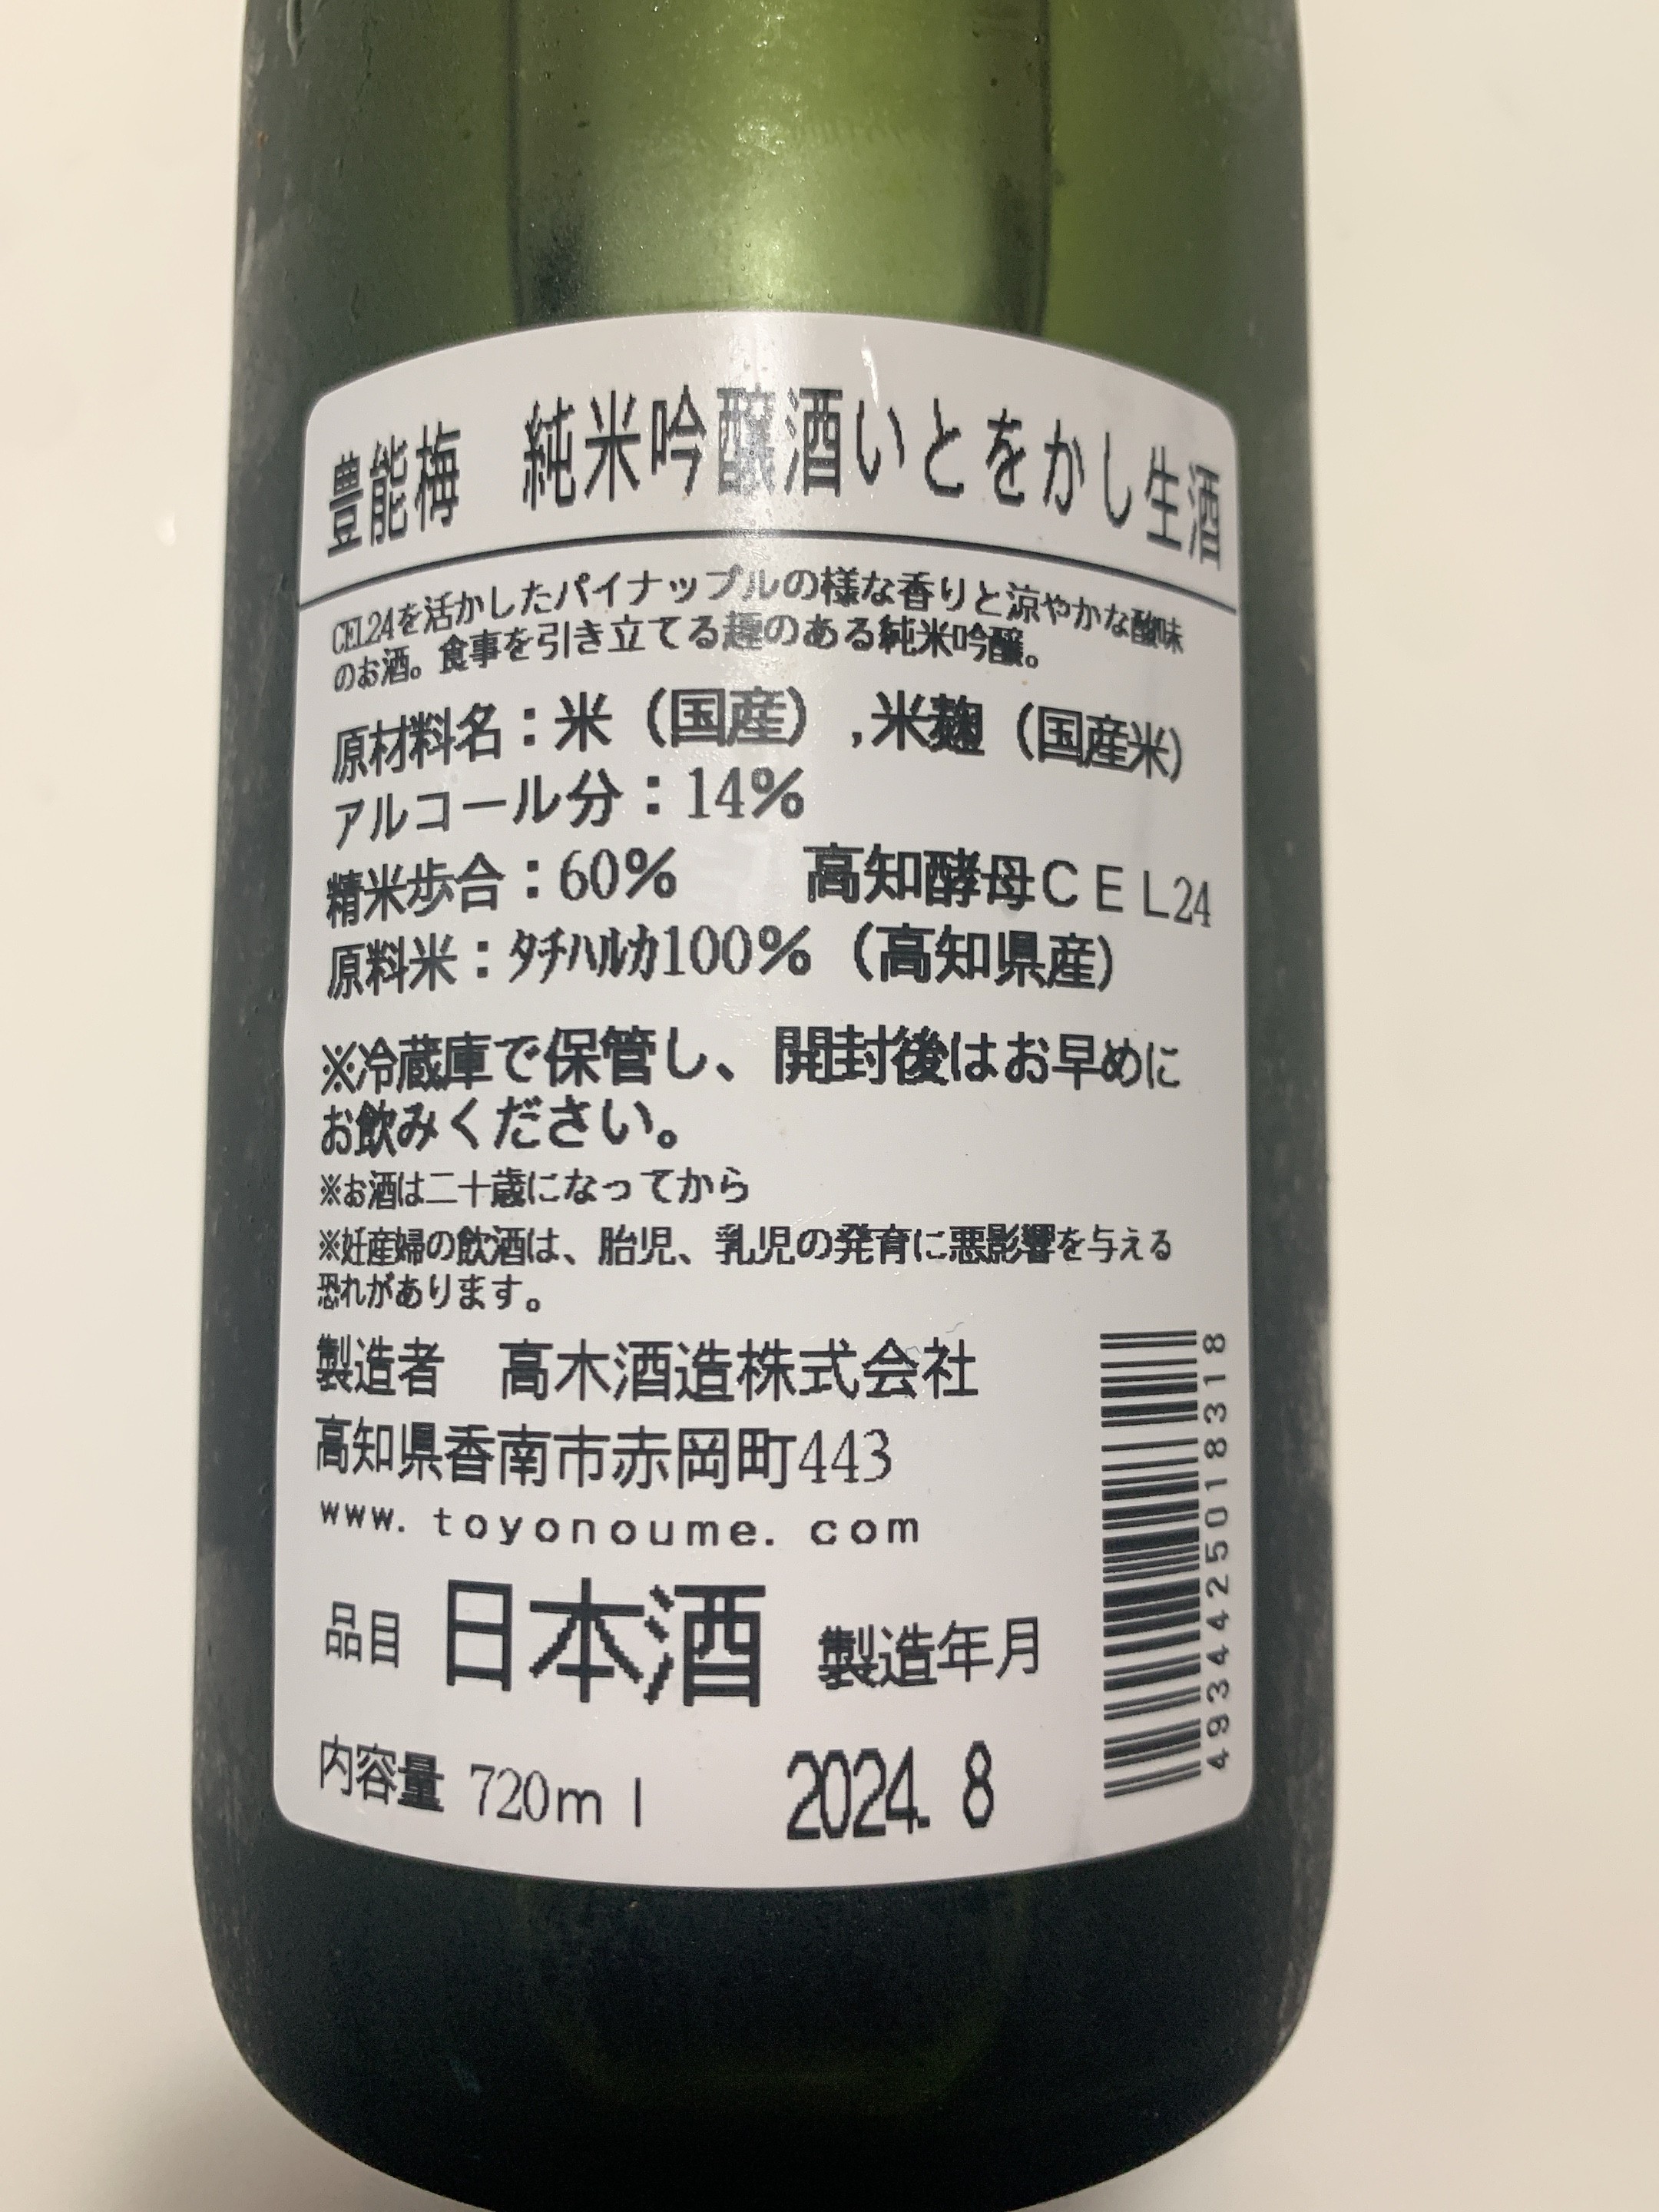 豊能梅　純米吟醸酒いとをかし生酒
CEL24を活かしたパイナップルの様な香りと涼やかな酸味
のお酒。食事を引き立てる趣のある純米吟醸。
原材料名：米（国産）,米麹（国産米）
アルコール分：14％
精米歩合：60％　　高知酵母ＣＥＬ24
原料米：ﾀﾁﾊﾙｶ100％（高知県産）
※冷蔵庫で保管し、開封後はお早めに
お飲みください。
※お酒は二十歳になってから
※妊産婦の飲酒は、胎児、乳児の発育に悪影響を与える
恐れがあります。
製造者　高木酒造株式会社
高知県香南市赤岡町443
www. toyonoume. com
品目　日本酒　製造年月
内容量 720ml　2024. 8
4934425018318